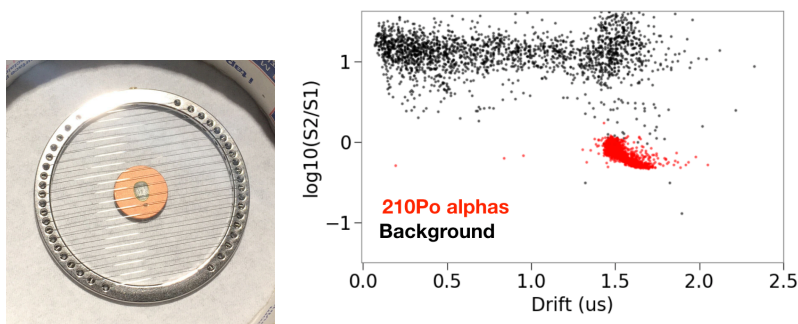 log10(S2/S1)
1
0
−1
210Po alphas
Background
0.0 0.5 1.0 1.5 2.0 2.5
Drift (us)